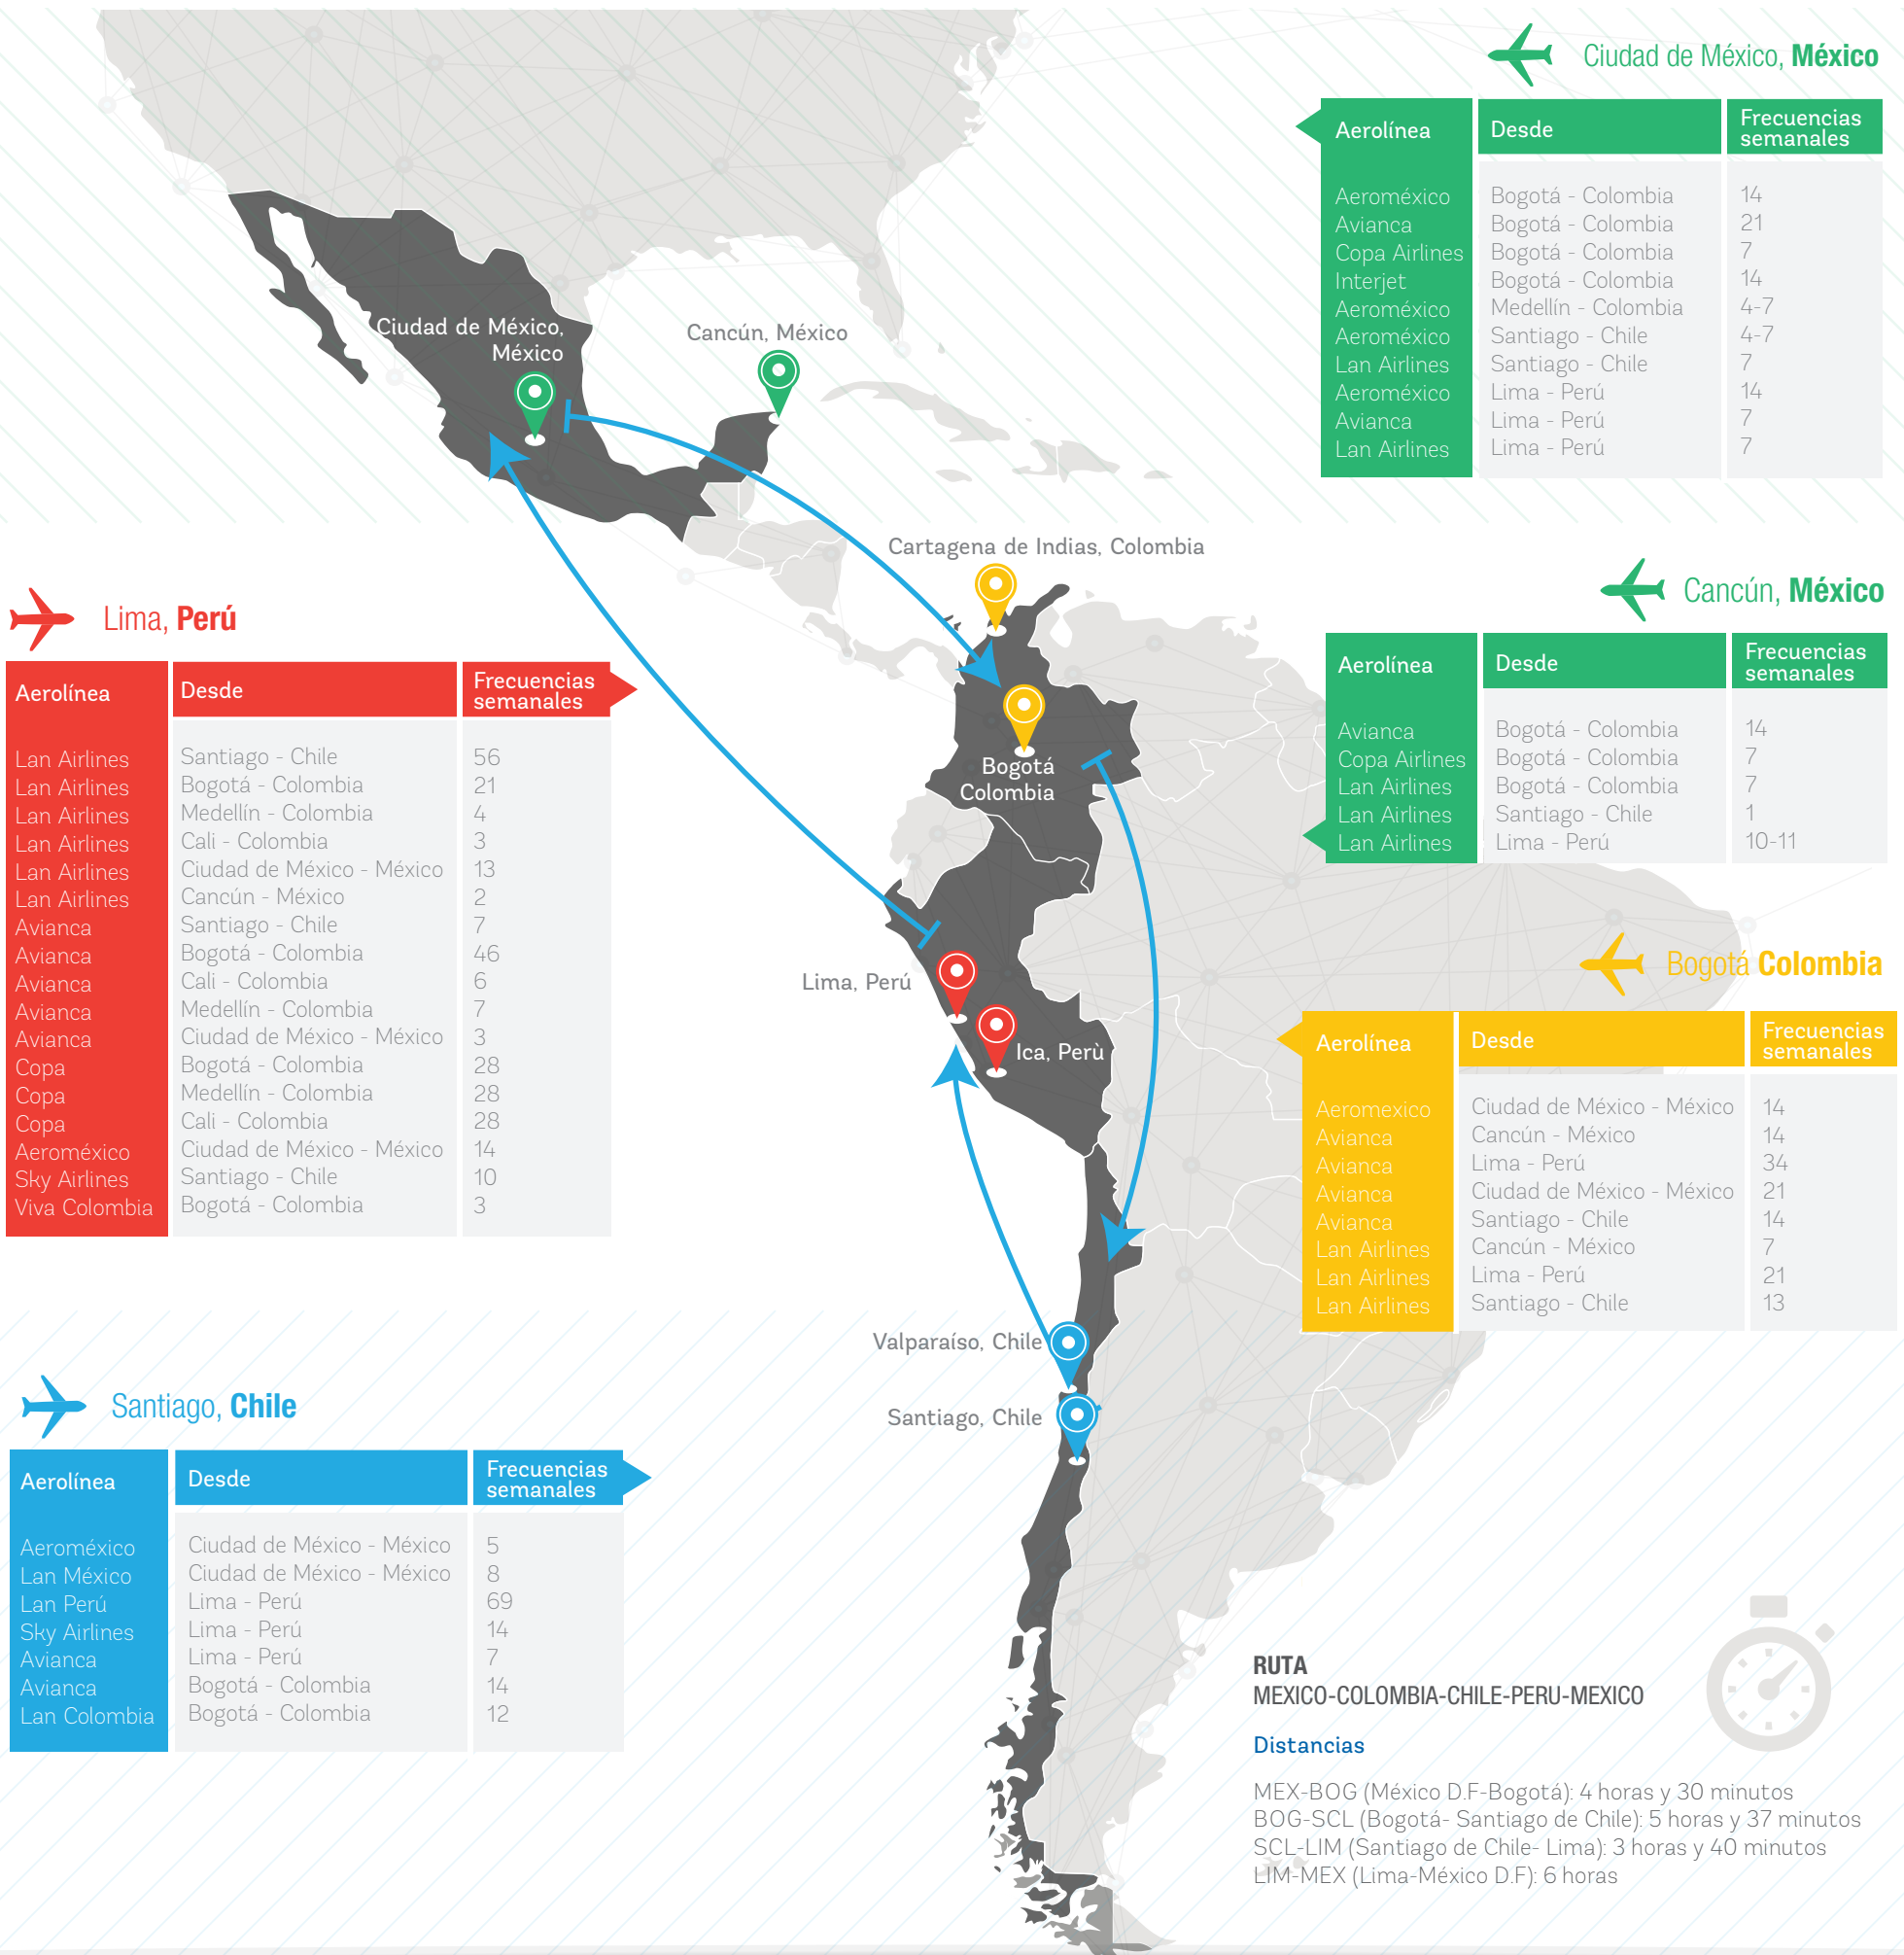 Ciudad de México, México
Aerolínea Desde Frecuencias semanales
Aeroméxico Bogotá - Colombia 14
Avianca Bogotá - Colombia 21
Copa Airlines Bogotá - Colombia 7
Interjet Bogotá - Colombia 14
Aeroméxico Medellín - Colombia 4-7
Aeroméxico Santiago - Chile 4-7
Lan Airlines Santiago - Chile 7
Aeroméxico Lima - Perú 14
Avianca Lima - Perú 7
Lan Airlines Lima - Perú 7
Ciudad de México,
México
Cancún, México
Cartagena de Indias, Colombia
Bogotá
Colombia
Lima, Perú
Ica, Perù
Valparaíso, Chile
Santiago, Chile
Cancún, México
Aerolínea Desde Frecuencias semanales
Avianca Bogotá - Colombia 14
Copa Airlines Bogotá - Colombia 7
Lan Airlines Bogotá - Colombia 7
Lan Airlines Santiago - Chile 1
Lan Airlines Lima - Perú 10-11
Lima, Perú
Aerolínea Desde Frecuencias semanales
Lan Airlines Santiago - Chile 56
Lan Airlines Bogotá - Colombia 21
Lan Airlines Medellín - Colombia 4
Lan Airlines Cali - Colombia 3
Lan Airlines Ciudad de México - México 13
Lan Airlines Cancún - México 2
Avianca Santiago - Chile 7
Avianca Bogotá - Colombia 46
Avianca Cali - Colombia 6
Avianca Medellín - Colombia 7
Avianca Ciudad de México - México 3
Copa Bogotá - Colombia 28
Copa Medellín - Colombia 28
Copa Cali - Colombia 28
Aeroméxico Ciudad de México - México 14
Sky Airlines Santiago - Chile 10
Viva Colombia Bogotá - Colombia 3
Bogotá Colombia
Aerolínea Desde Frecuencias semanales
Aeromexico Ciudad de México - México 14
Avianca Cancún - México 14
Avianca Lima - Perú 34
Avianca Ciudad de México - México 21
Avianca Santiago - Chile 14
Lan Airlines Cancún - México 7
Lan Airlines Lima - Perú 21
Lan Airlines Santiago - Chile 13
Santiago, Chile
Aerolínea Desde Frecuencias semanales
Aeroméxico Ciudad de México - México 5
Lan México Ciudad de México - México 8
Lan Perú Lima - Perú 69
Sky Airlines Lima - Perú 14
Avianca Lima - Perú 7
Avianca Bogotá - Colombia 14
Lan Colombia Bogotá - Colombia 12
RUTA
MEXICO-COLOMBIA-CHILE-PERU-MEXICO
Distancias
MEX-BOG (México D.F-Bogotá): 4 horas y 30 minutos
BOG-SCL (Bogotá- Santiago de Chile): 5 horas y 37 minutos
SCL-LIM (Santiago de Chile- Lima): 3 horas y 40 minutos
LIM-MEX (Lima-México D.F): 6 horas